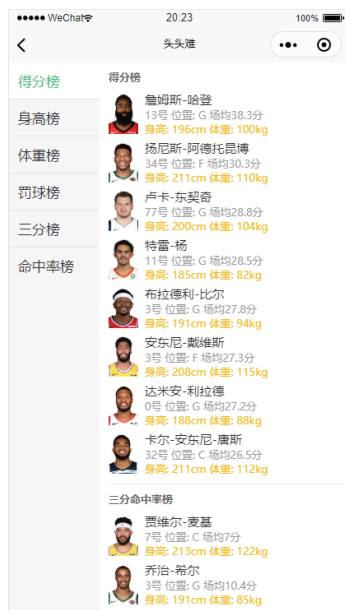 WeChat
20:23
100%
头头难
得分榜
身高榜
体重榜
罚球榜
三分榜
命中率榜
得分榜
詹姆斯-哈登
13号 位置: G 场均38.3分
身高: 196cm 体重: 100kg
扬尼斯-阿德托昆博
34号 位置: F 场均30.3分
身高: 211cm 体重: 110kg
卢卡-东契奇
77号 位置: G 场均28.8分
身高: 200cm 体重: 104kg
特雷-杨
11号 位置: G 场均28.5分
身高: 185cm 体重: 82kg
布拉德利-比尔
3号 位置: G 场均27.8分
身高: 191cm 体重: 94kg
安东尼-戴维斯
3号 位置: F 场均27.3分
身高: 208cm 体重: 115kg
达米安-利拉德
0号 位置: G 场均27.2分
身高: 188cm 体重: 88kg
卡尔-安东尼-唐斯
32号 位置: C 场均26.5分
身高: 211cm 体重: 112kg
三分命中率榜
贾维尔-麦基
7号 位置: C 场均7分
身高: 213cm 体重: 122kg
乔治-希尔
3号 位置: G 场均10.4分
身高: 191cm 体重: 85kg